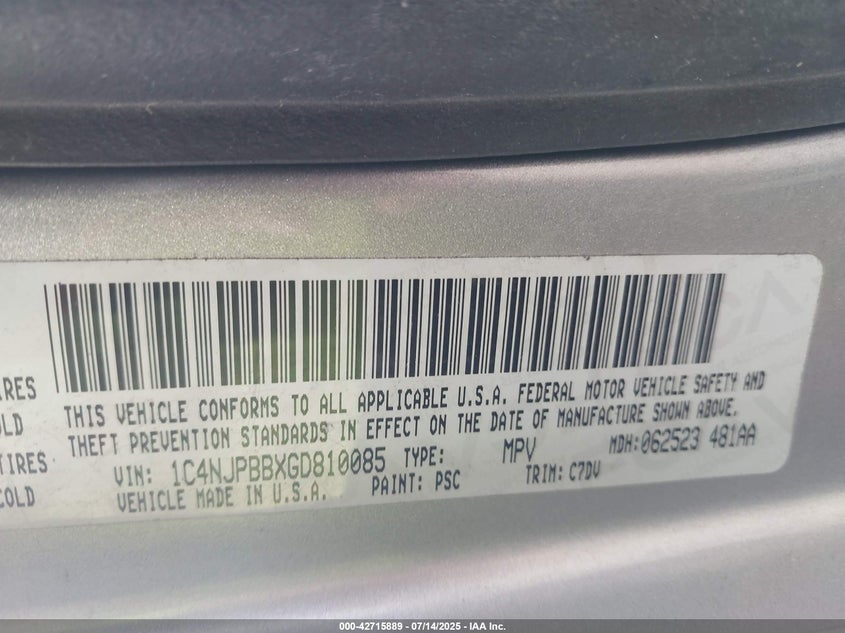 THIS VEHICLE CONFORMS TO ALL APPLICABLE U.S.A. FEDERAL MOTOR VEHICLE SAFETY AND
THEFT PREVENTION STANDARDS IN EFFECT ON THE DATE OF MANUFACTURE SHOWN ABOVE.
VIN: 1C4NJPBBXGD810085 TYPE: MPV MDH: 062523 481AA
VEHICLE MADE IN U.S.A. PAINT: PSC TRIM: C7DV
IRES
OLD
TIRES
COLD
000-42715889 - 07/14/2025 - IAA Inc.